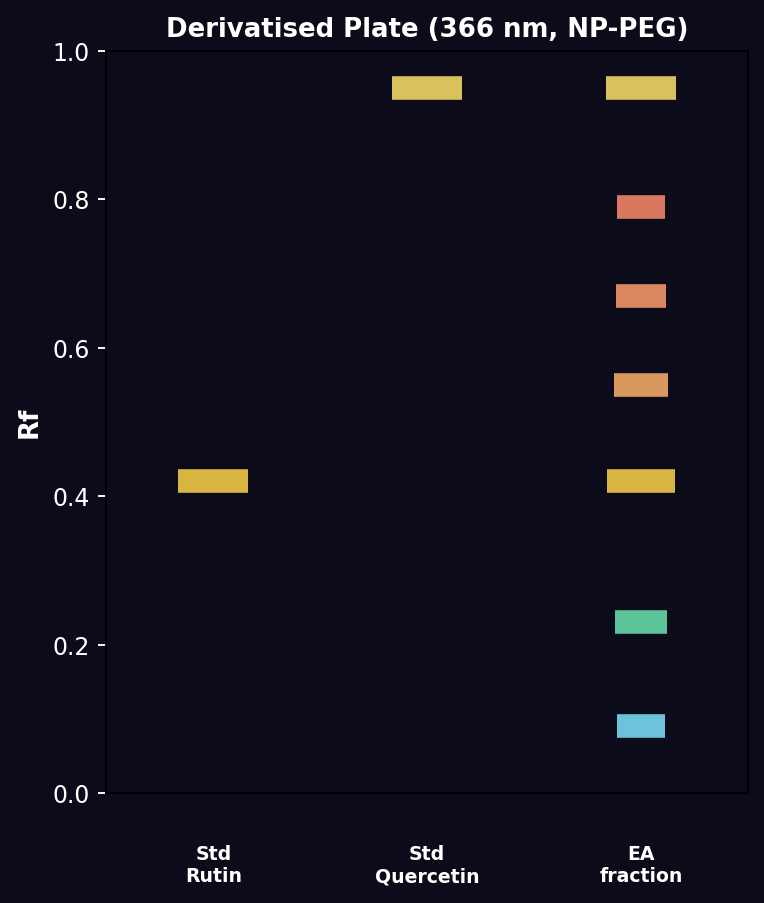 Derivatised Plate (366 nm, NP-PEG)
1.0
0.8
0.6
0.4
0.2
0.0
Rf
Std
Rutin
Std
Quercetin
EA
fraction